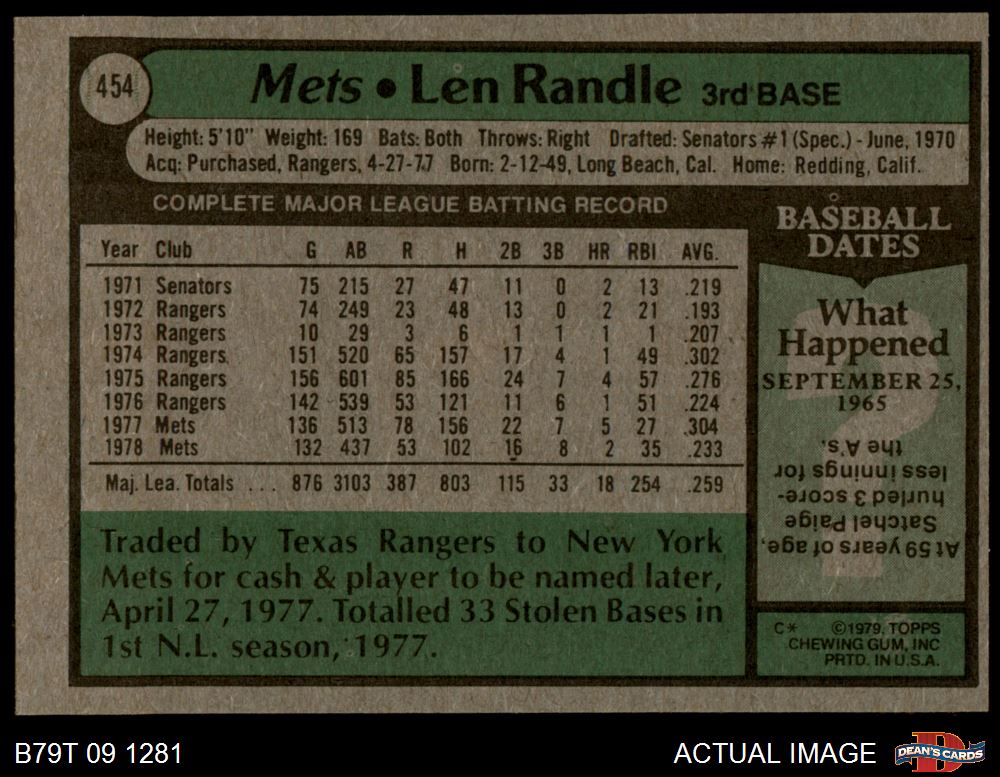 454
Mets • Len Randle 3rd BASE
Height: 5'10" Weight: 169 Bats: Both Throws: Right Drafted: Senators #1 (Spec.) - June, 1970
Acq: Purchased, Rangers, 4-27-77 Born: 2-12-49, Long Beach, Cal. Home: Redding, Calif.
COMPLETE MAJOR LEAGUE BATTING RECORD
Year Club G AB R H 2B 3B HR RBI AVG.
1971 Senators 75 215 27 47 11 0 2 13 .219
1972 Rangers 74 249 23 48 13 0 2 21 .193
1973 Rangers 10 29 3 6 1 1 1 1 .207
1974 Rangers 151 520 65 157 17 4 1 49 .302
1975 Rangers 156 601 85 166 24 7 4 57 .276
1976 Rangers 142 539 53 121 11 6 1 51 .224
1977 Mets 136 513 78 156 22 7 5 27 .304
1978 Mets 132 437 53 102 16 8 2 35 .233
Maj. Lea. Totals ... 876 3103 387 803 115 33 18 254 .259
Traded by Texas Rangers to New York
Mets for cash & player to be named later,
April 27, 1977. Totalled 33 Stolen Bases in
1st N.L. season, 1977.
BASEBALL
DATES
What
Happened
SEPTEMBER 25,
1965
?
At 59 years of age,
Satchel Paige
hurled 3 score-
less innings for
the A's.
C* ©1979, TOPPS
CHEWING GUM, INC
PRTD. IN U.S.A.
B79T 09 1281
ACTUAL IMAGE
D
DEAN'S CARDS